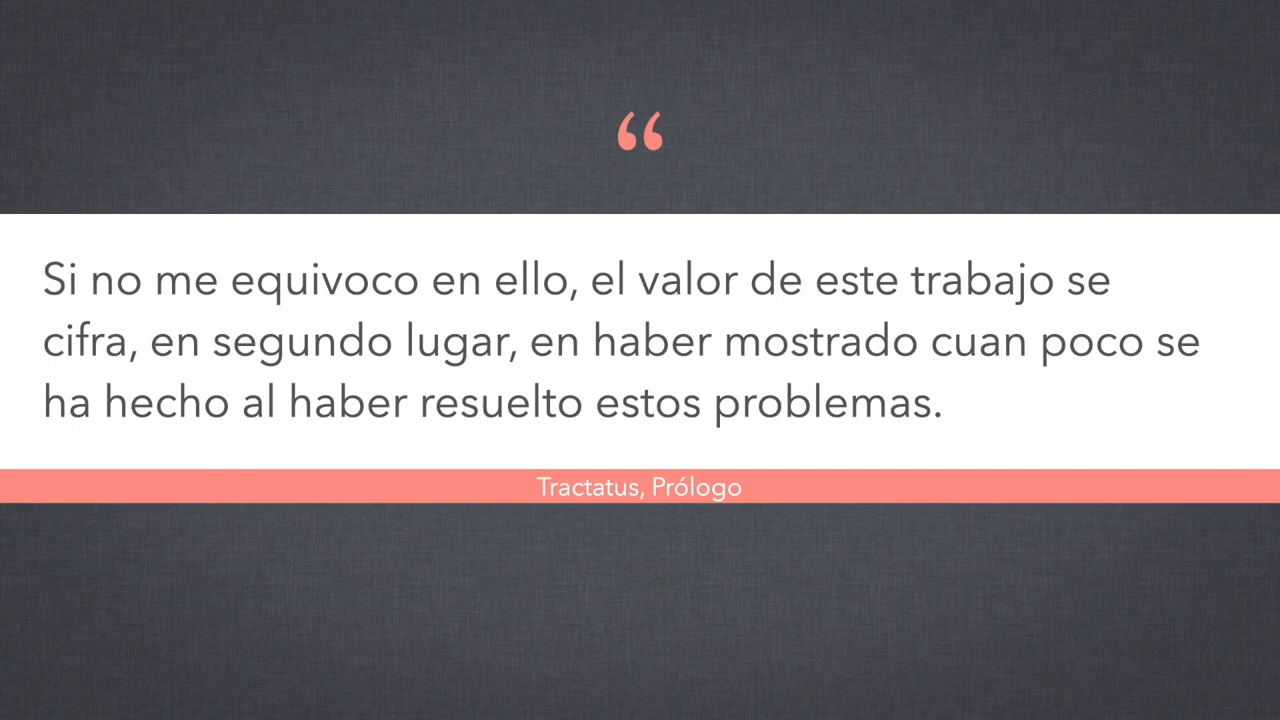 “
Si no me equivoco en ello, el valor de este trabajo se
cifra, en segundo lugar, en haber mostrado cuan poco se
ha hecho al haber resuelto estos problemas.
Tractatus, Prólogo